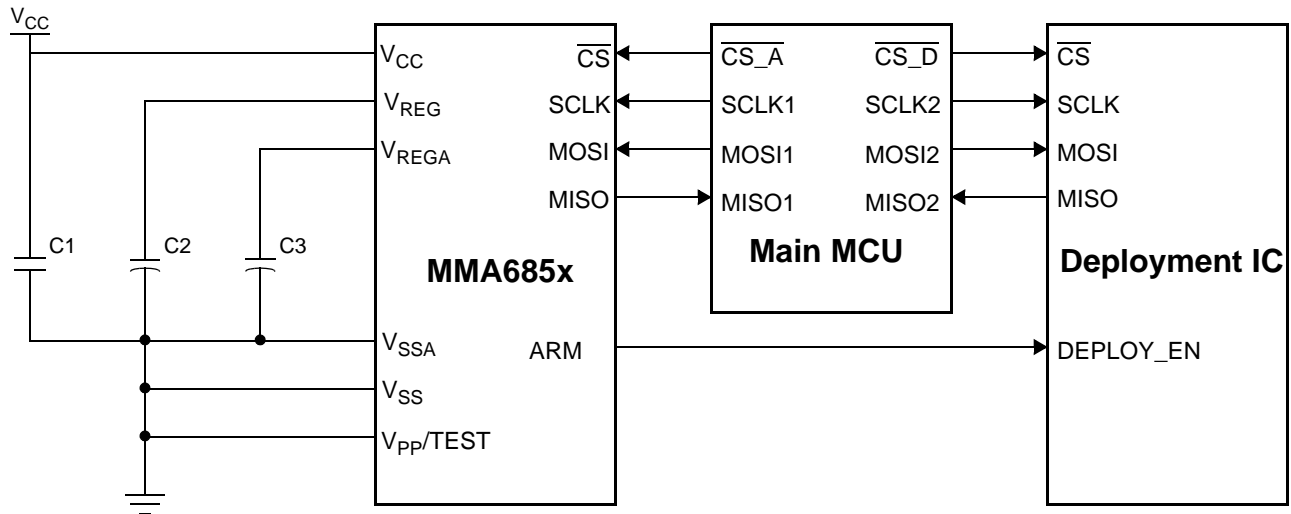 VCC
VCC
VREG
VREGA
C1
C2
C3
VSSA
VSS
VPP/TEST
MMA685x
CS
SCLK
MOSI
MISO
ARM
CS_A
SCLK1
MOSI1
MISO1
CS_D
SCLK2
MOSI2
MISO2
Main MCU
CS
SCLK
MOSI
MISO
Deployment IC
DEPLOY_EN